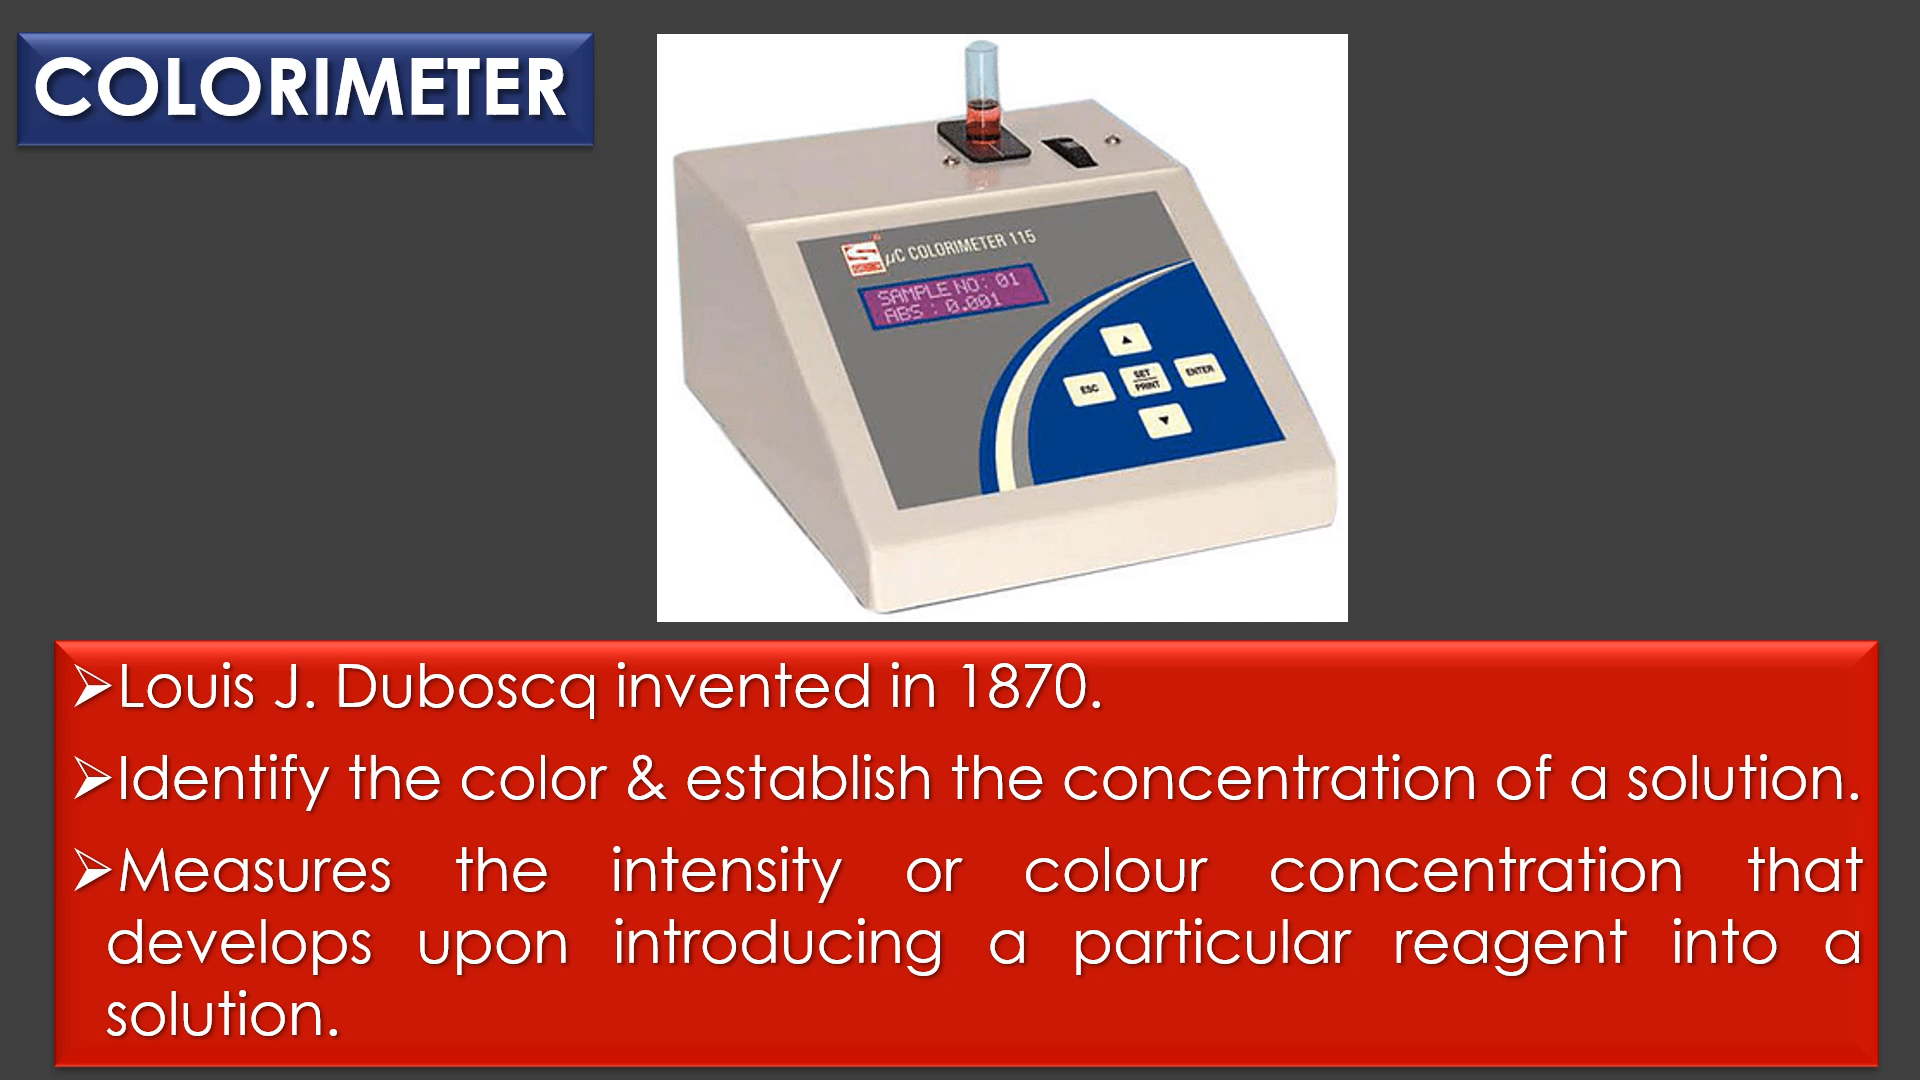 COLORIMETER
µC COLORIMETER 115
SAMPLE NO: 01
ABS : 0.001
ESC
SET
PRINT
ENTER
➢Louis J. Duboscq invented in 1870.
➢Identify the color & establish the concentration of a solution.
➢Measures the intensity or colour concentration that
develops upon introducing a particular reagent into a
solution.